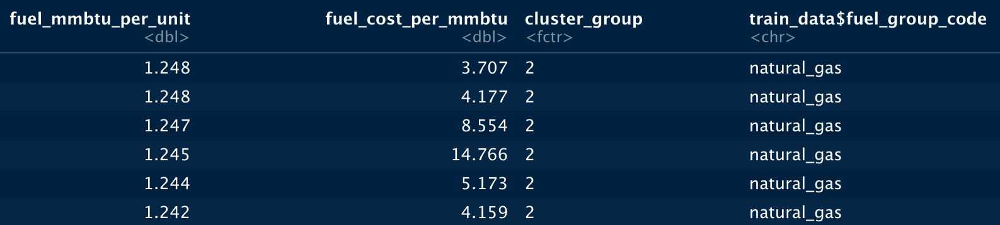 fuel_mmbtu_per_unit fuel_cost_per_mmbtu cluster_group train_data$fuel_group_code
<dbl> <dbl> <fctr> <chr>
1.248 3.707 2 natural_gas
1.248 4.177 2 natural_gas
1.247 8.554 2 natural_gas
1.245 14.766 2 natural_gas
1.244 5.173 2 natural_gas
1.242 4.159 2 natural_gas